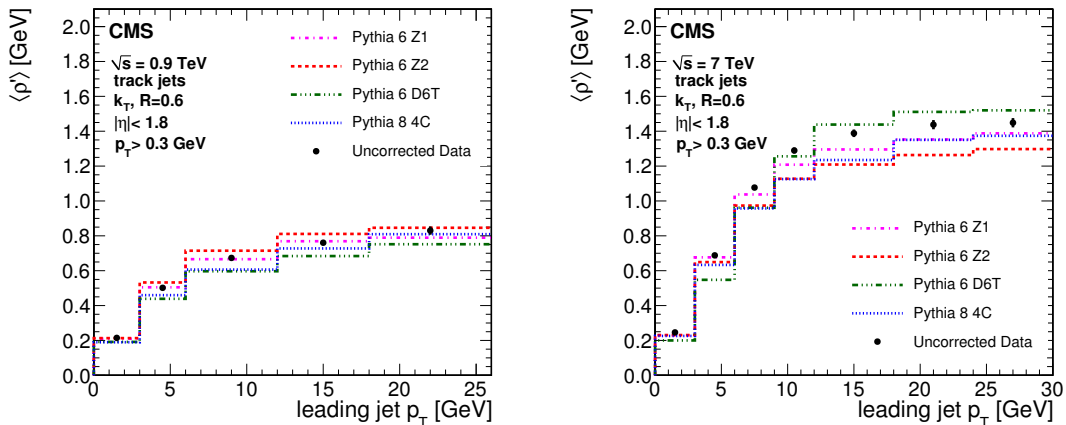 CMS
√s = 0.9 TeV
track jets
k_T, R=0.6
|η|< 1.8
p_T> 0.3 GeV
Pythia 6 Z1
Pythia 6 Z2
Pythia 6 D6T
Pythia 8 4C
Uncorrected Data
⟨ρ'⟩ [GeV]
2.0
1.8
1.6
1.4
1.2
1.0
0.8
0.6
0.4
0.2
0.0
0 5 10 15 20 25
leading jet p_T [GeV]
CMS
√s = 7 TeV
track jets
k_T, R=0.6
|η|< 1.8
p_T> 0.3 GeV
Pythia 6 Z1
Pythia 6 Z2
Pythia 6 D6T
Pythia 8 4C
Uncorrected Data
⟨ρ'⟩ [GeV]
2.0
1.8
1.6
1.4
1.2
1.0
0.8
0.6
0.4
0.2
0.0
0 5 10 15 20 25 30
leading jet p_T [GeV]